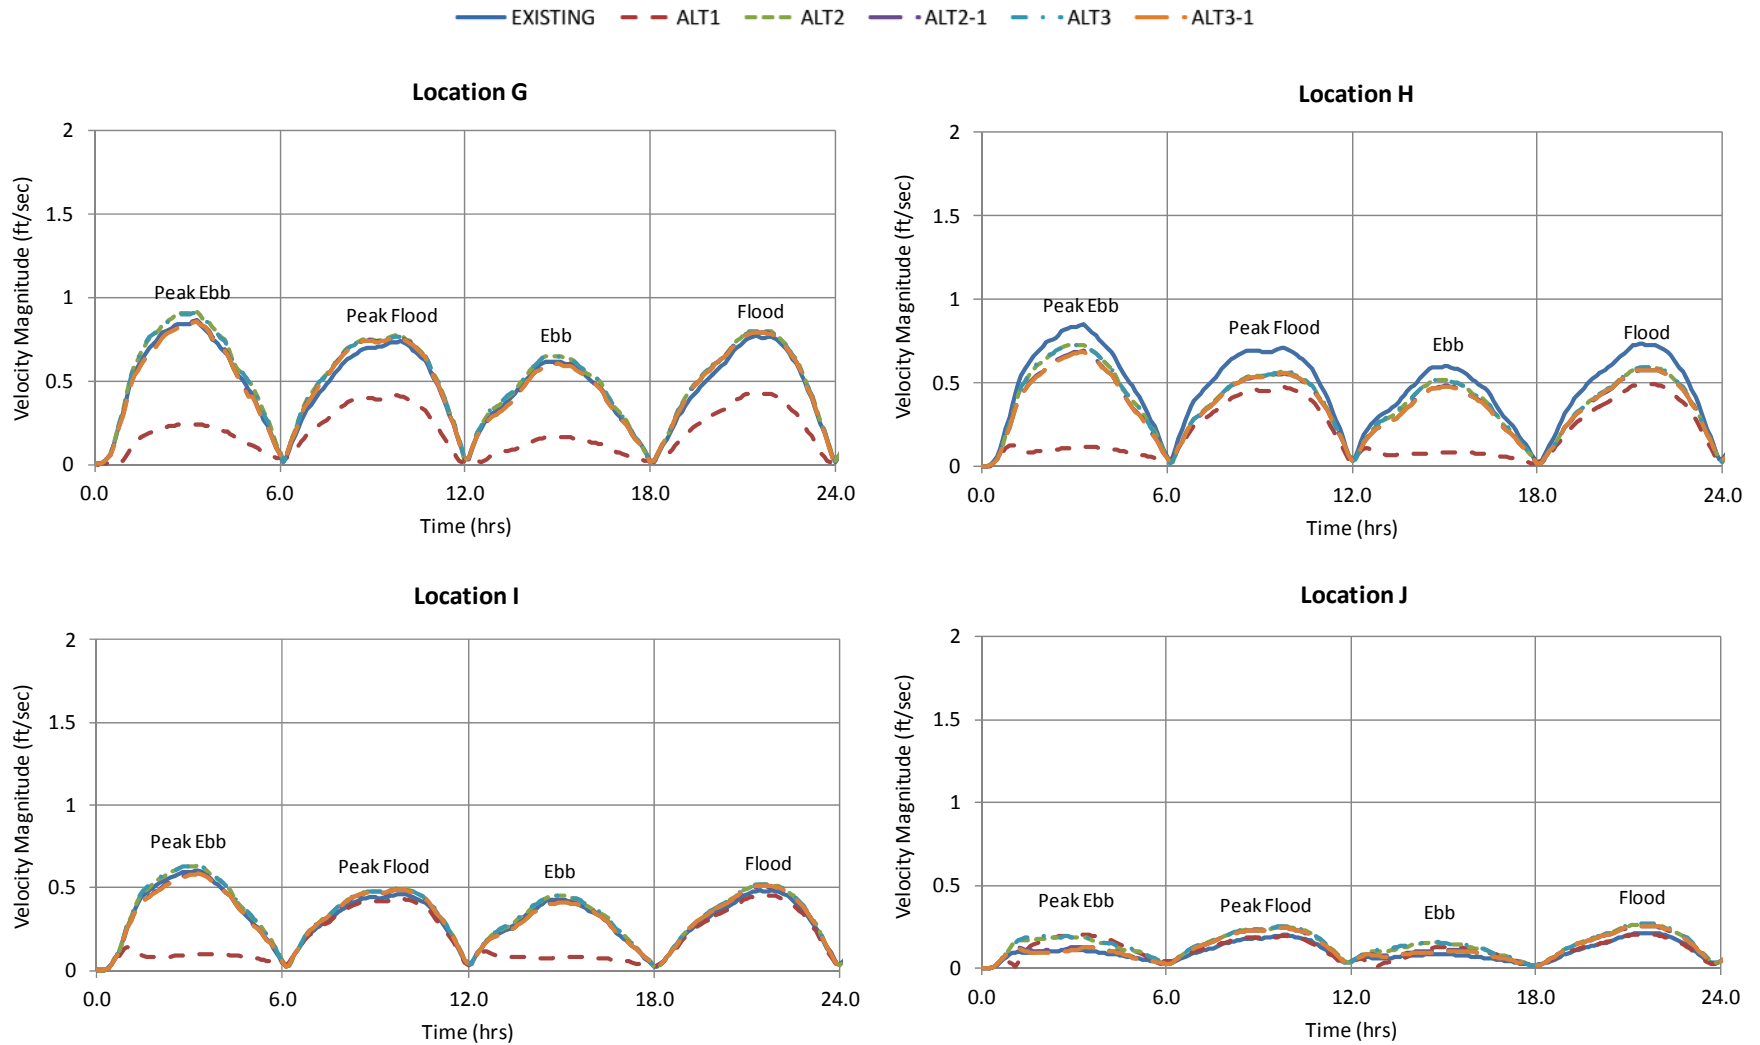 EXISTING ALT1 ALT2 ALT2-1 ALT3 ALT3-1
Location G
Velocity Magnitude (ft/sec)
2
1.5
1
0.5
0
Peak Ebb
Peak Flood
Ebb
Flood
0.0 6.0 12.0 18.0 24.0
Time (hrs)
Location H
Velocity Magnitude (ft/sec)
2
1.5
1
0.5
0
Peak Ebb
Peak Flood
Ebb
Flood
0.0 6.0 12.0 18.0 24.0
Time (hrs)
Location I
Velocity Magnitude (ft/sec)
2
1.5
1
0.5
0
Peak Ebb
Peak Flood
Ebb
Flood
0.0 6.0 12.0 18.0 24.0
Time (hrs)
Location J
Velocity Magnitude (ft/sec)
2
1.5
1
0.5
0
Peak Ebb
Peak Flood
Ebb
Flood
0.0 6.0 12.0 18.0 24.0
Time (hrs)